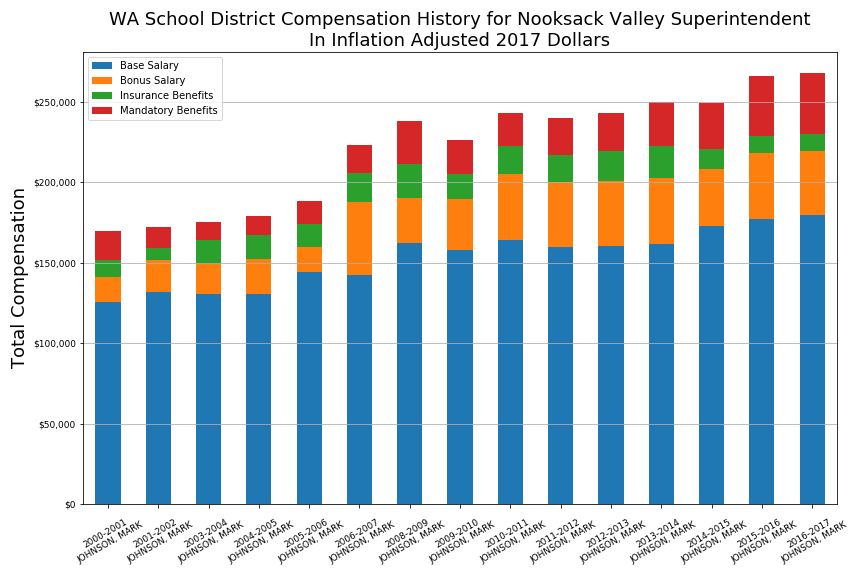 WA School District Compensation History for Nooksack Valley Superintendent
In Inflation Adjusted 2017 Dollars
Base Salary
Bonus Salary
Insurance Benefits
Mandatory Benefits
Total Compensation
$250,000
$200,000
$150,000
$100,000
$50,000
$0
2000-2001
JOHNSON, MARK
2001-2002
JOHNSON, MARK
2003-2004
JOHNSON, MARK
2004-2005
JOHNSON, MARK
2005-2006
JOHNSON, MARK
2006-2007
JOHNSON, MARK
2008-2009
JOHNSON, MARK
2009-2010
JOHNSON, MARK
2010-2011
JOHNSON, MARK
2011-2012
JOHNSON, MARK
2012-2013
JOHNSON, MARK
2013-2014
JOHNSON, MARK
2014-2015
JOHNSON, MARK
2015-2016
JOHNSON, MARK
2016-2017
JOHNSON, MARK